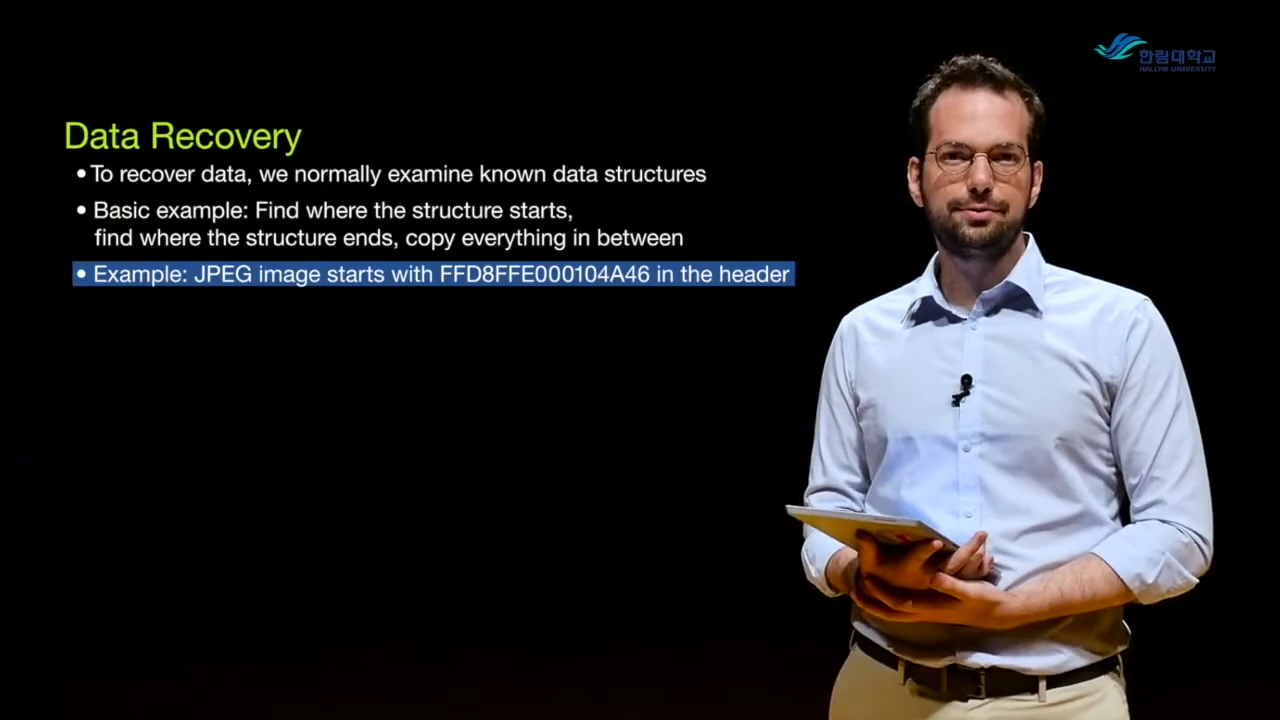 한림대학교
HALLYM UNIVERSITY
Data Recovery
• To recover data, we normally examine known data structures
• Basic example: Find where the structure starts,
find where the structure ends, copy everything in between
• Example: JPEG image starts with FFD8FFE000104A46 in the header